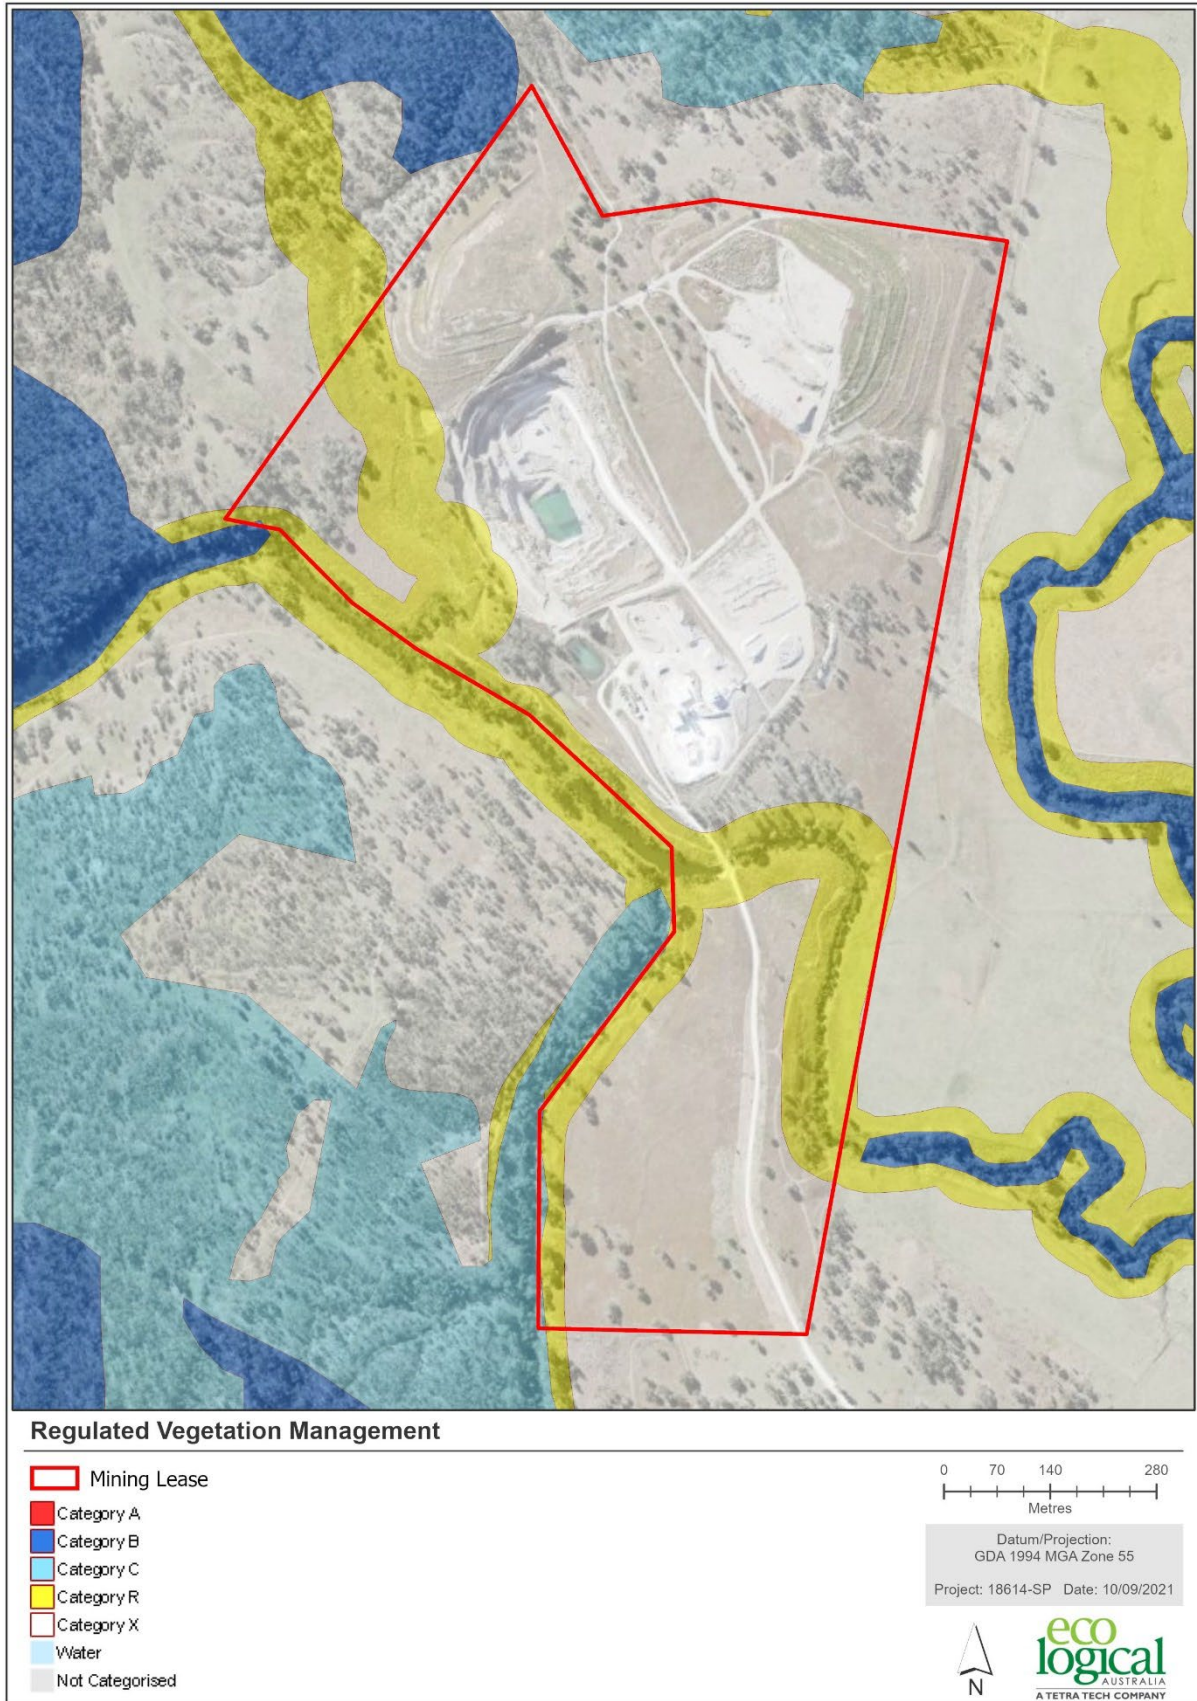 Regulated Vegetation Management
Mining Lease
Category A
Category B
Category C
Category R
Category X
Water
Not Categorised
0 70 140 280
Metres
Datum/Projection:
GDA 1994 MGA Zone 55
Project: 18614-SP Date: 10/09/2021
N
eco
logical
AUSTRALIA
A TETRA TECH COMPANY